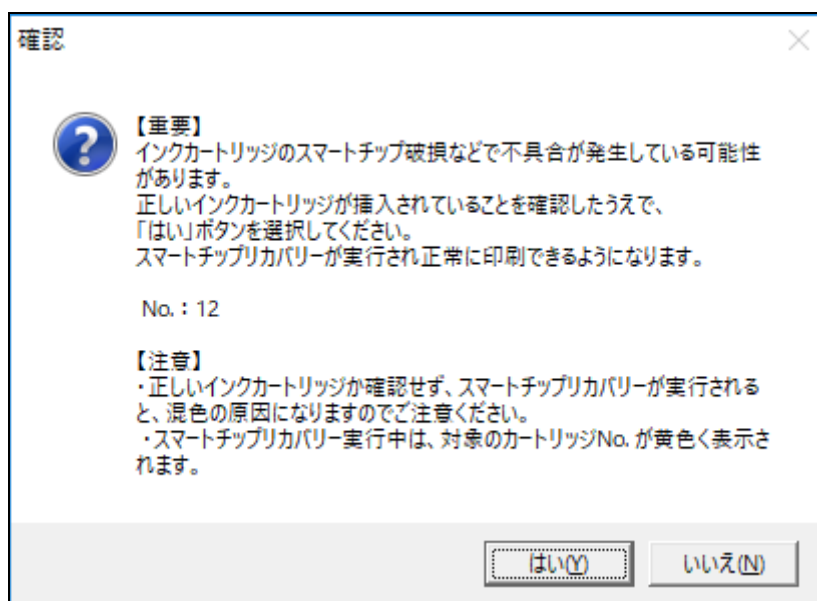 確認
【重要】
インクカートリッジのスマートチップ破損などで不具合が発生している可能性
があります。
正しいインクカートリッジが挿入されていることを確認したうえで、
「はい」ボタンを選択してください。
スマートチップリカバリーが実行され正常に印刷できるようになります。
No.：12
【注意】
・正しいインクカートリッジか確認せず、スマートチップリカバリーが実行される
と、混色の原因になりますのでご注意ください。
・スマートチップリカバリー実行中は、対象のカートリッジNo. が黄色く表示さ
れます。
はい(Y)
いいえ(N)